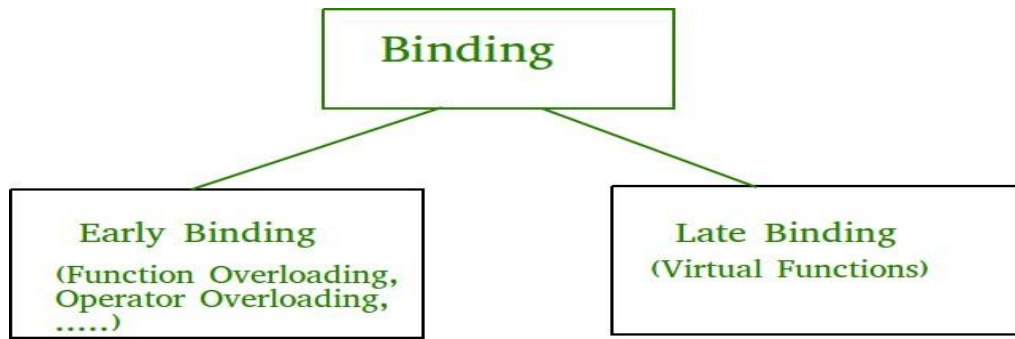 Binding
Early Binding
(Function Overloading,
Operator Overloading,
.....)
Late Binding
(Virtual Functions)